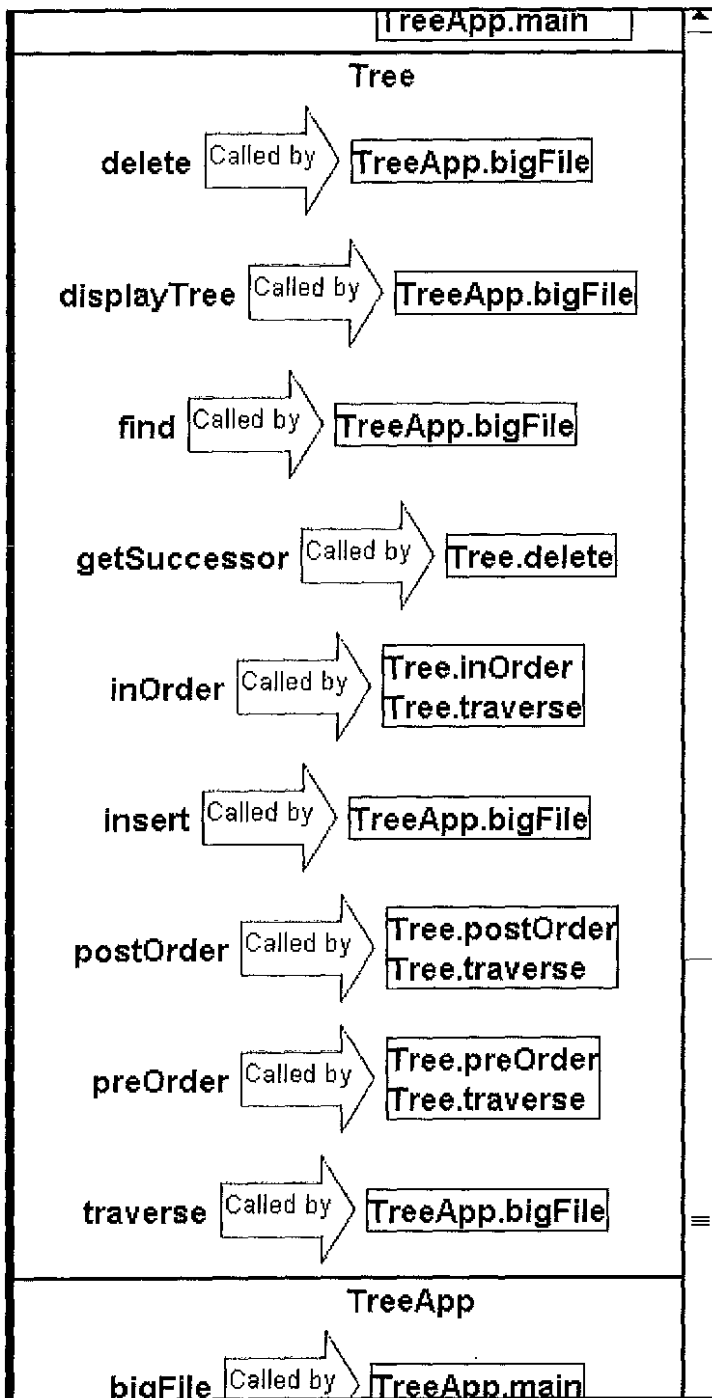 TreeApp.main
Tree
delete Called by TreeApp.bigFile
displayTree Called by TreeApp.bigFile
find Called by TreeApp.bigFile
getSuccessor Called by Tree.delete
inOrder Called by Tree.inOrder
Tree.traverse
insert Called by TreeApp.bigFile
postOrder Called by Tree.postOrder
Tree.traverse
preOrder Called by Tree.preOrder
Tree.traverse
traverse Called by TreeApp.bigFile
TreeApp
bigFile Called by TreeApp.main